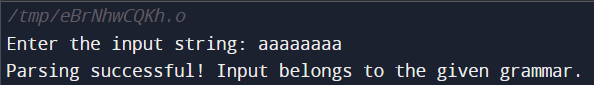 /tmp/eBrNhwCQKh.o
Enter the input string: aaaaaaaa
Parsing successful! Input belongs to the given grammar.